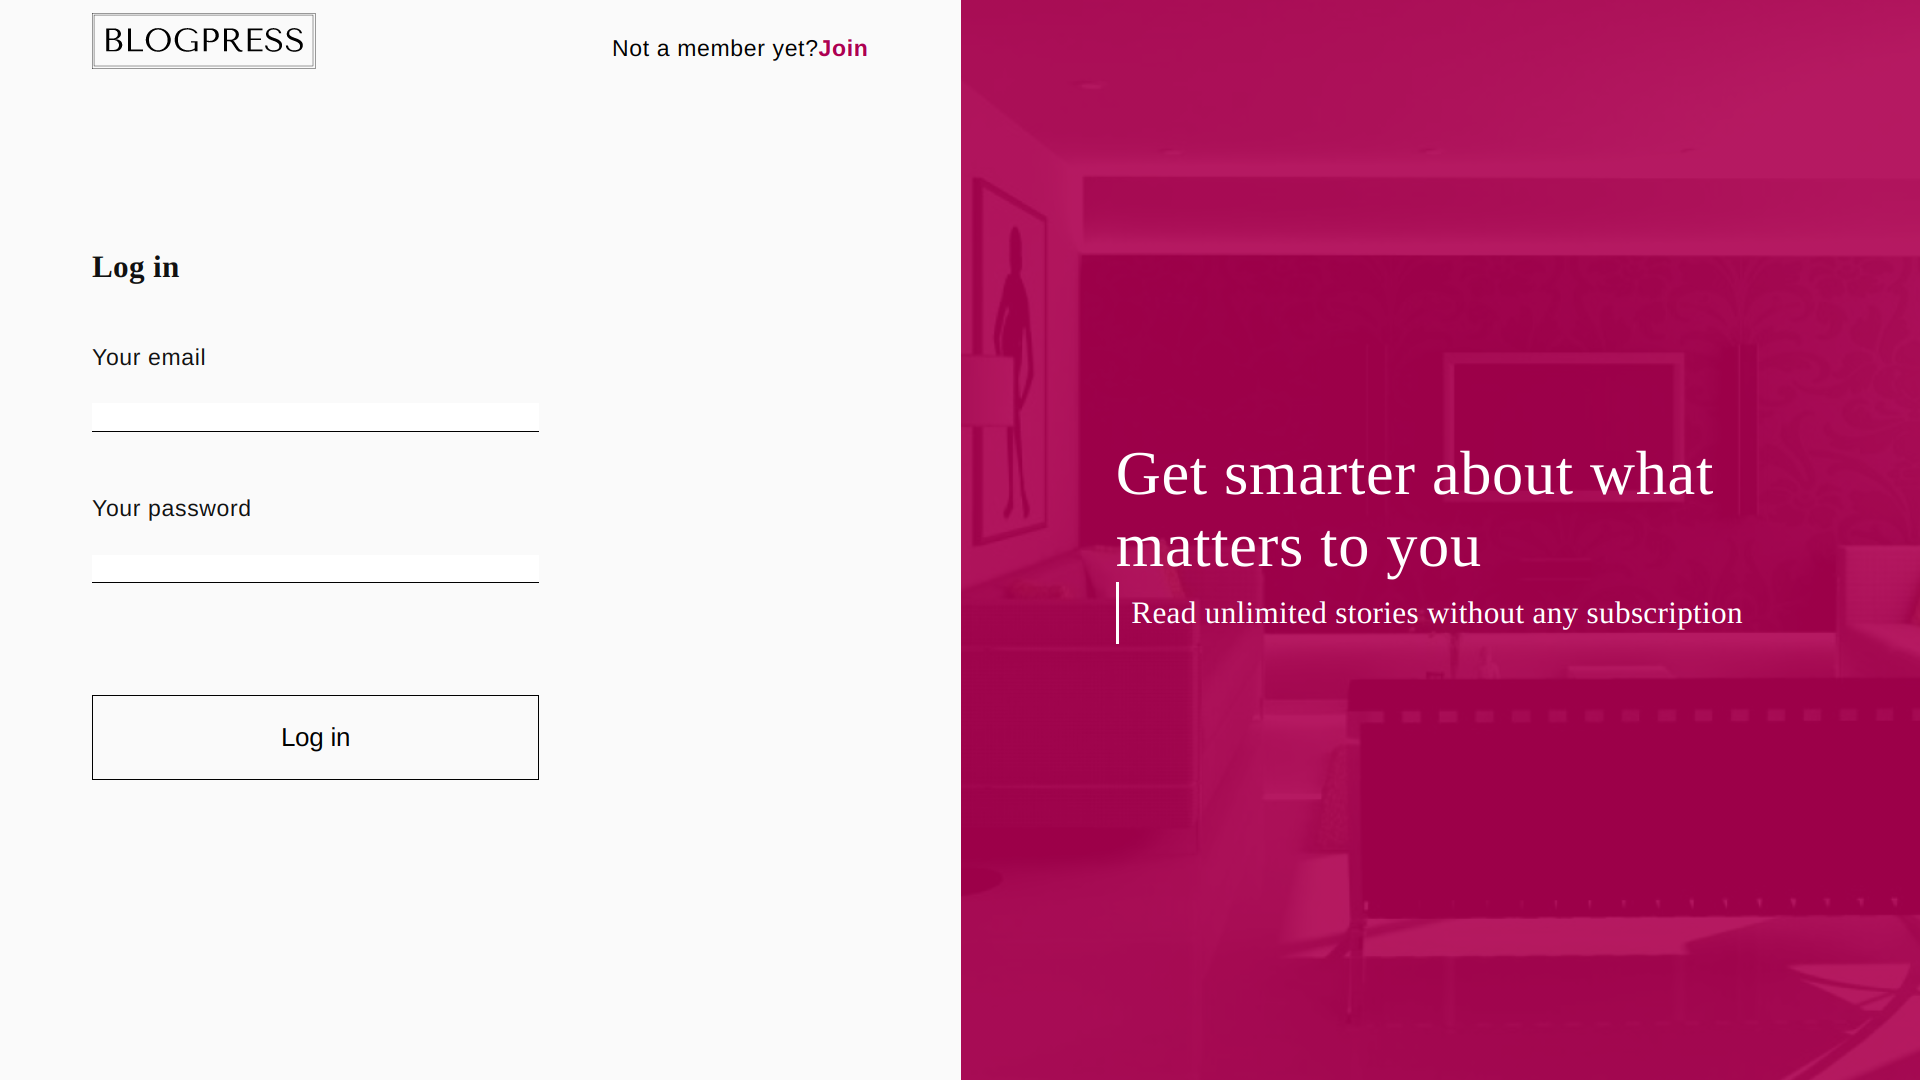 BLOGPRESS
Not a member yet?Join
Log in
Your email
Your password
Log in
Get smarter about what
matters to you
Read unlimited stories without any subscription